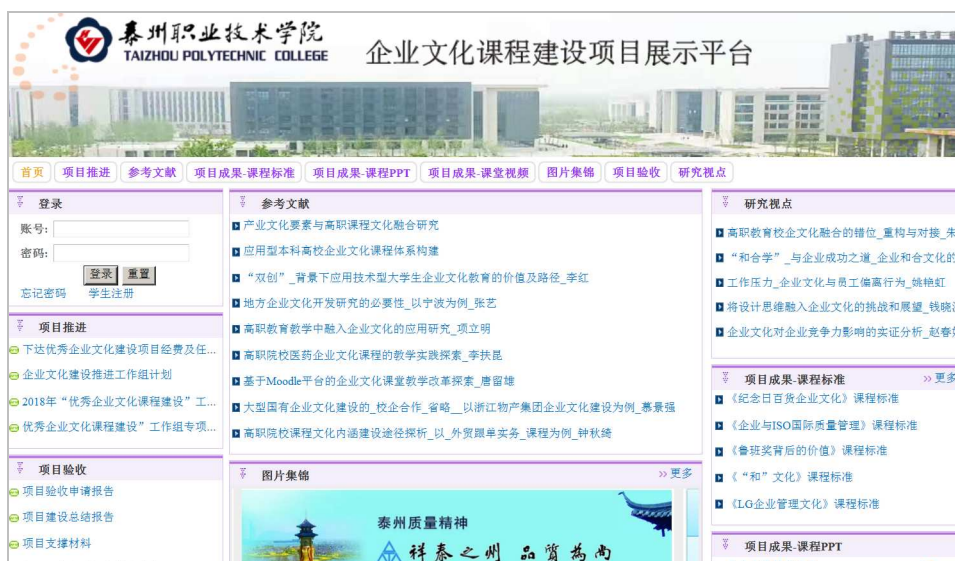 泰州职业技术学院
TAIZHOU POLYTECHNIC COLLEGE
企业文化课程建设项目展示平台
首页 项目推进 参考文献 项目成果-课程标准 项目成果-课程PPT 项目成果-课堂视频 图片集锦 项目验收 研究视点
登录
账号:
密码:
登录 重置
忘记密码 学生注册
项目推进
下达优秀企业文化建设项目经费及任...
企业文化建设推进工作组计划
2018年“优秀企业文化课程建设”工...
优秀企业文化课程建设”工作组专项...
项目验收
项目验收申请报告
项目建设总结报告
项目支撑材料
参考文献
产业文化要素与高职课程文化融合研究
应用型本科高校企业文化课程体系构建
“双创”_背景下应用技术型大学生企业文化教育的价值及路径_李红
地方企业文化开发研究的必要性_以宁波为例_张艺
高职教育教学中融入企业文化的应用研究_项立明
高职院校医药企业文化课程的教学实践探索_李扶昆
基于Moodle平台的企业文化课堂教学改革探索_唐留雄
大型国有企业文化建设的_校企合作_省略__以浙江物产集团企业文化建设为例_慕景强
高职院校课程文化内涵建设途径探析_以_外贸跟单实务_课程为例_钟秋绮
图片集锦 >>更多
泰州质量精神
祥泰之州 品質為尚
研究视点
高职教育校企文化融合的错位_重构与对接_朱
“和合学”_与企业成功之道_企业和合文化的
工作压力_企业文化与员工偏离行为_姚艳虹
将设计思维融入企业文化的挑战和展望_钱晓
企业文化对企业竞争力影响的实证分析_赵春
项目成果-课程标准 >>更多
《纪念日百货企业文化》课程标准
《企业与ISO国际质量管理》课程标准
《鲁班奖背后的价值》课程标准
《“和”文化》课程标准
《LG企业管理文化》课程标准
项目成果-课程PPT